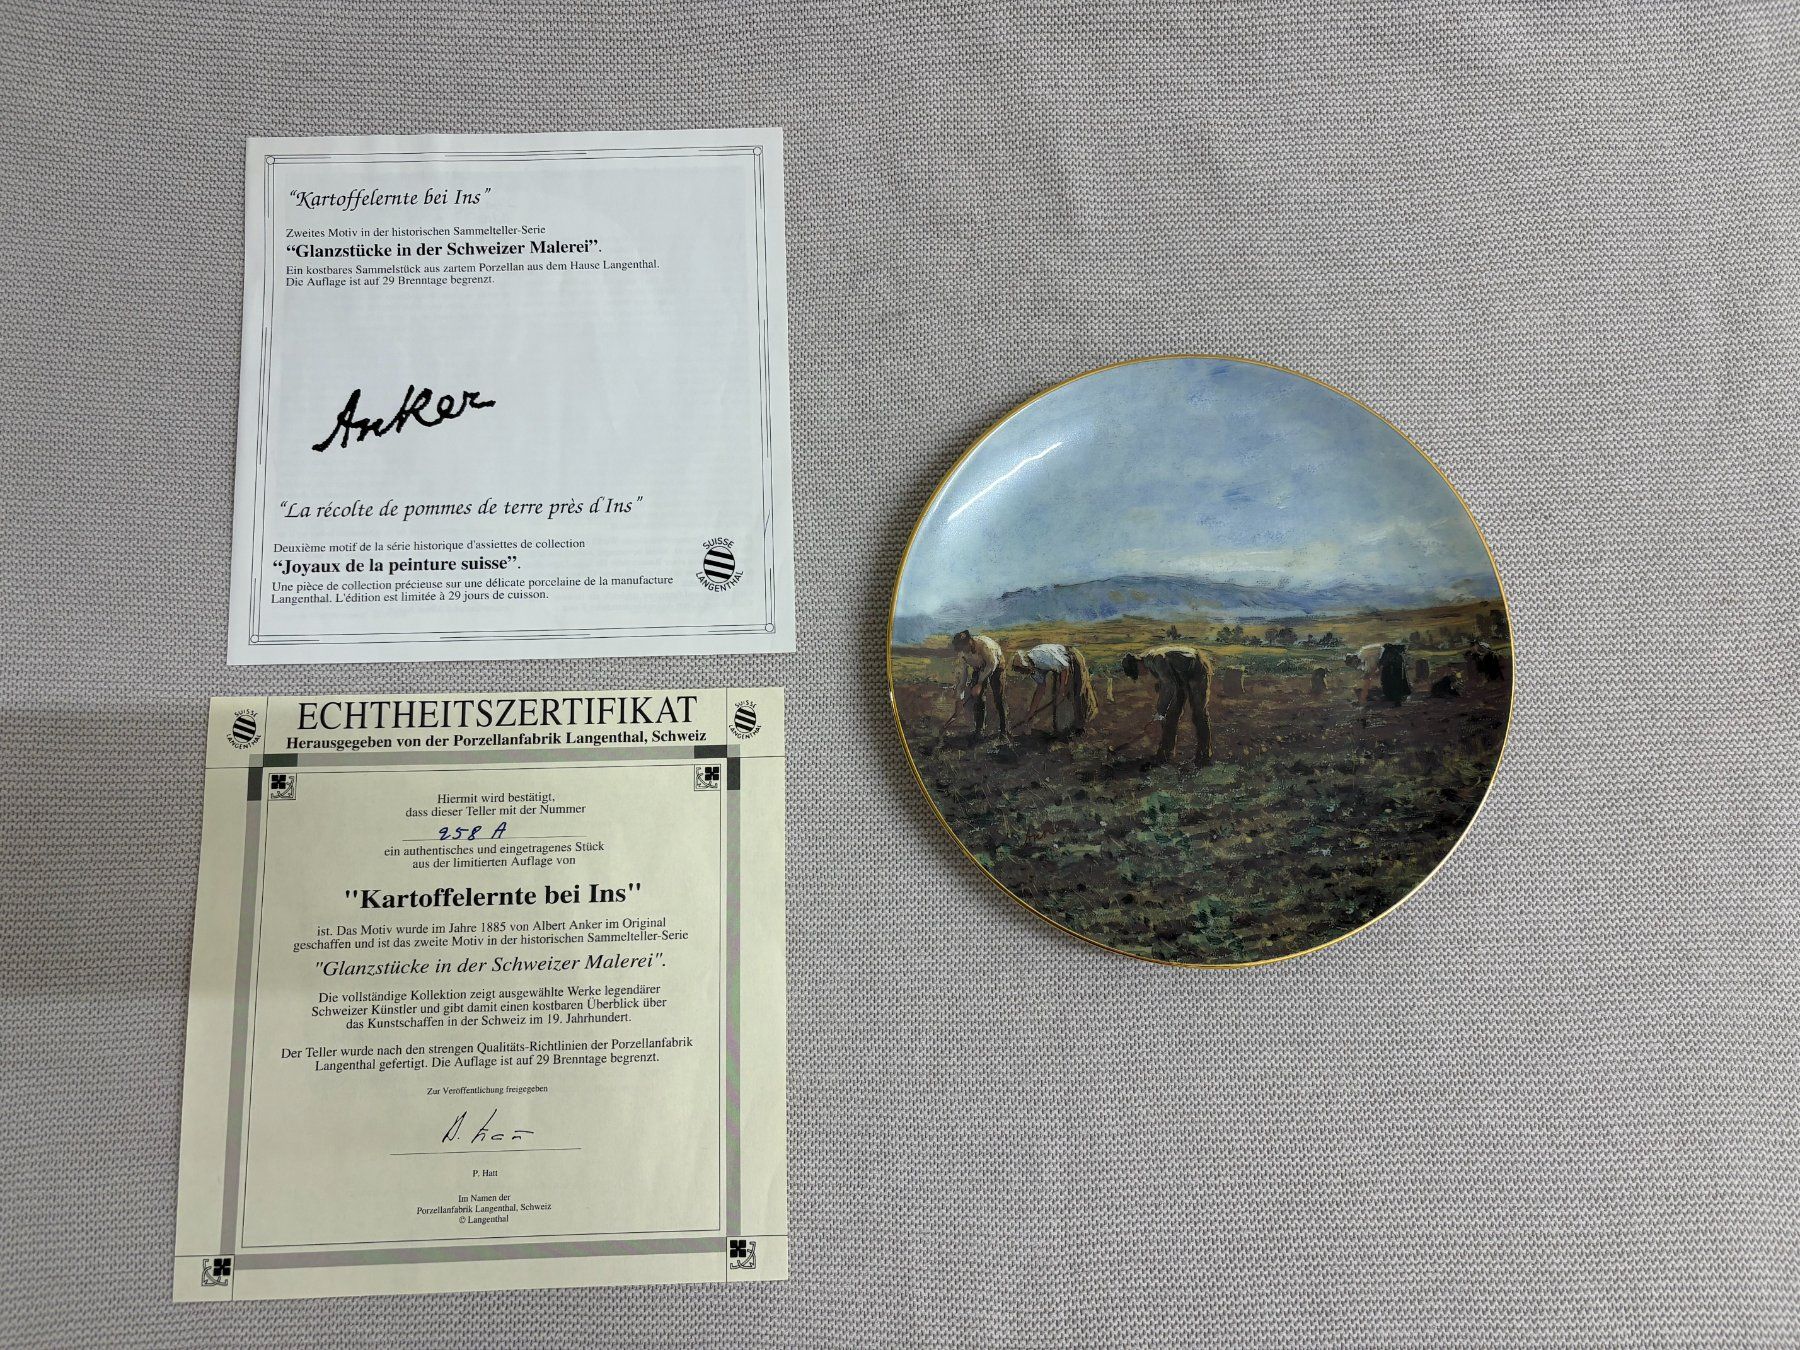 “Kartoffelernte bei Ins”
Zweites Motiv in der historischen Sammelteller-Serie
“Glanzstücke in der Schweizer Malerei”.
Ein kostbares Sammelstück aus zartem Porzellan aus dem Hause Langenthal.
Die Auflage ist auf 29 Brenntage begrenzt.
Anker
“La récolte de pommes de terre près d'Ins”
Deuxième motif de la série historique d'assiettes de collection
“Joyaux de la peinture suisse”.
Une pièce de collection précieuse sur une délicate porcelaine de la manufacture
Langenthal. L'édition est limitée à 29 jours de cuisson.
SUISSE
LANGENTHAL
SUISSE
LANGENTHAL
ECHTHEITSZERTIFIKAT
SUISSE
LANGENTHAL
Herausgegeben von der Porzellanfabrik Langenthal, Schweiz
Hiermit wird bestätigt,
dass dieser Teller mit der Nummer
258 A
ein authentisches und eingetragenes Stück
aus der limitierten Auflage von
"Kartoffelernte bei Ins"
ist. Das Motiv wurde im Jahre 1885 von Albert Anker im Original
geschaffen und ist das zweite Motiv in der historischen Sammelteller-Serie
"Glanzstücke in der Schweizer Malerei".
Die vollständige Kollektion zeigt ausgewählte Werke legendärer
Schweizer Künstler und gibt damit einen kostbaren Überblick über
das Kunstschaffen in der Schweiz im 19. Jahrhundert.
Der Teller wurde nach den strengen Qualitäts-Richtlinien der Porzellanfabrik
Langenthal gefertigt. Die Auflage ist auf 29 Brenntage begrenzt.
Zur Veröffentlichung freigegeben
P. Hatt
Im Namen der
Porzellanfabrik Langenthal, Schweiz
© Langenthal